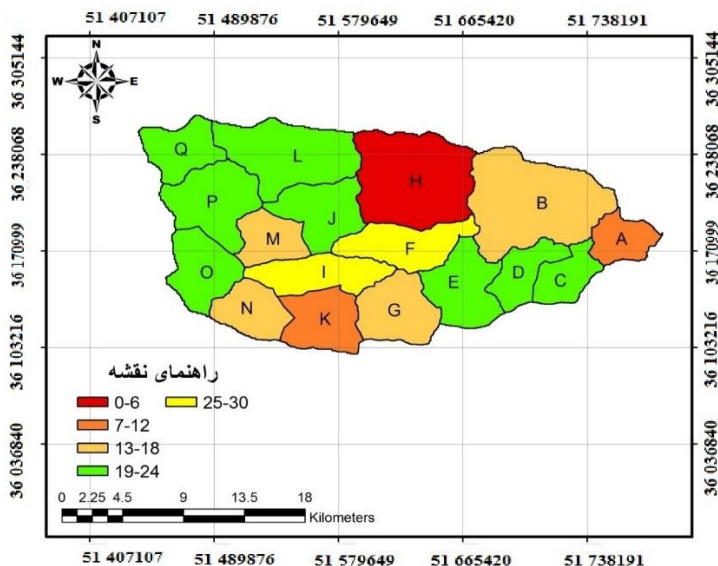 51 407107 51 489876 51 579649 51 665420 51 738191
36 305144 36 305144
N
W E
S
36 238068 36 238068
Q L
H
P B
J
M A
36 170999 F 36 170999
O I E D C
N K G
36 103216 36 103216
راهنمای نقشه
0-6 25-30
7-12
13-18
19-24
36 036840 36 036840
0 2.25 4.5 9 13.5 18
Kilometers
51 407107 51 489876 51 579649 51 665420 51 738191